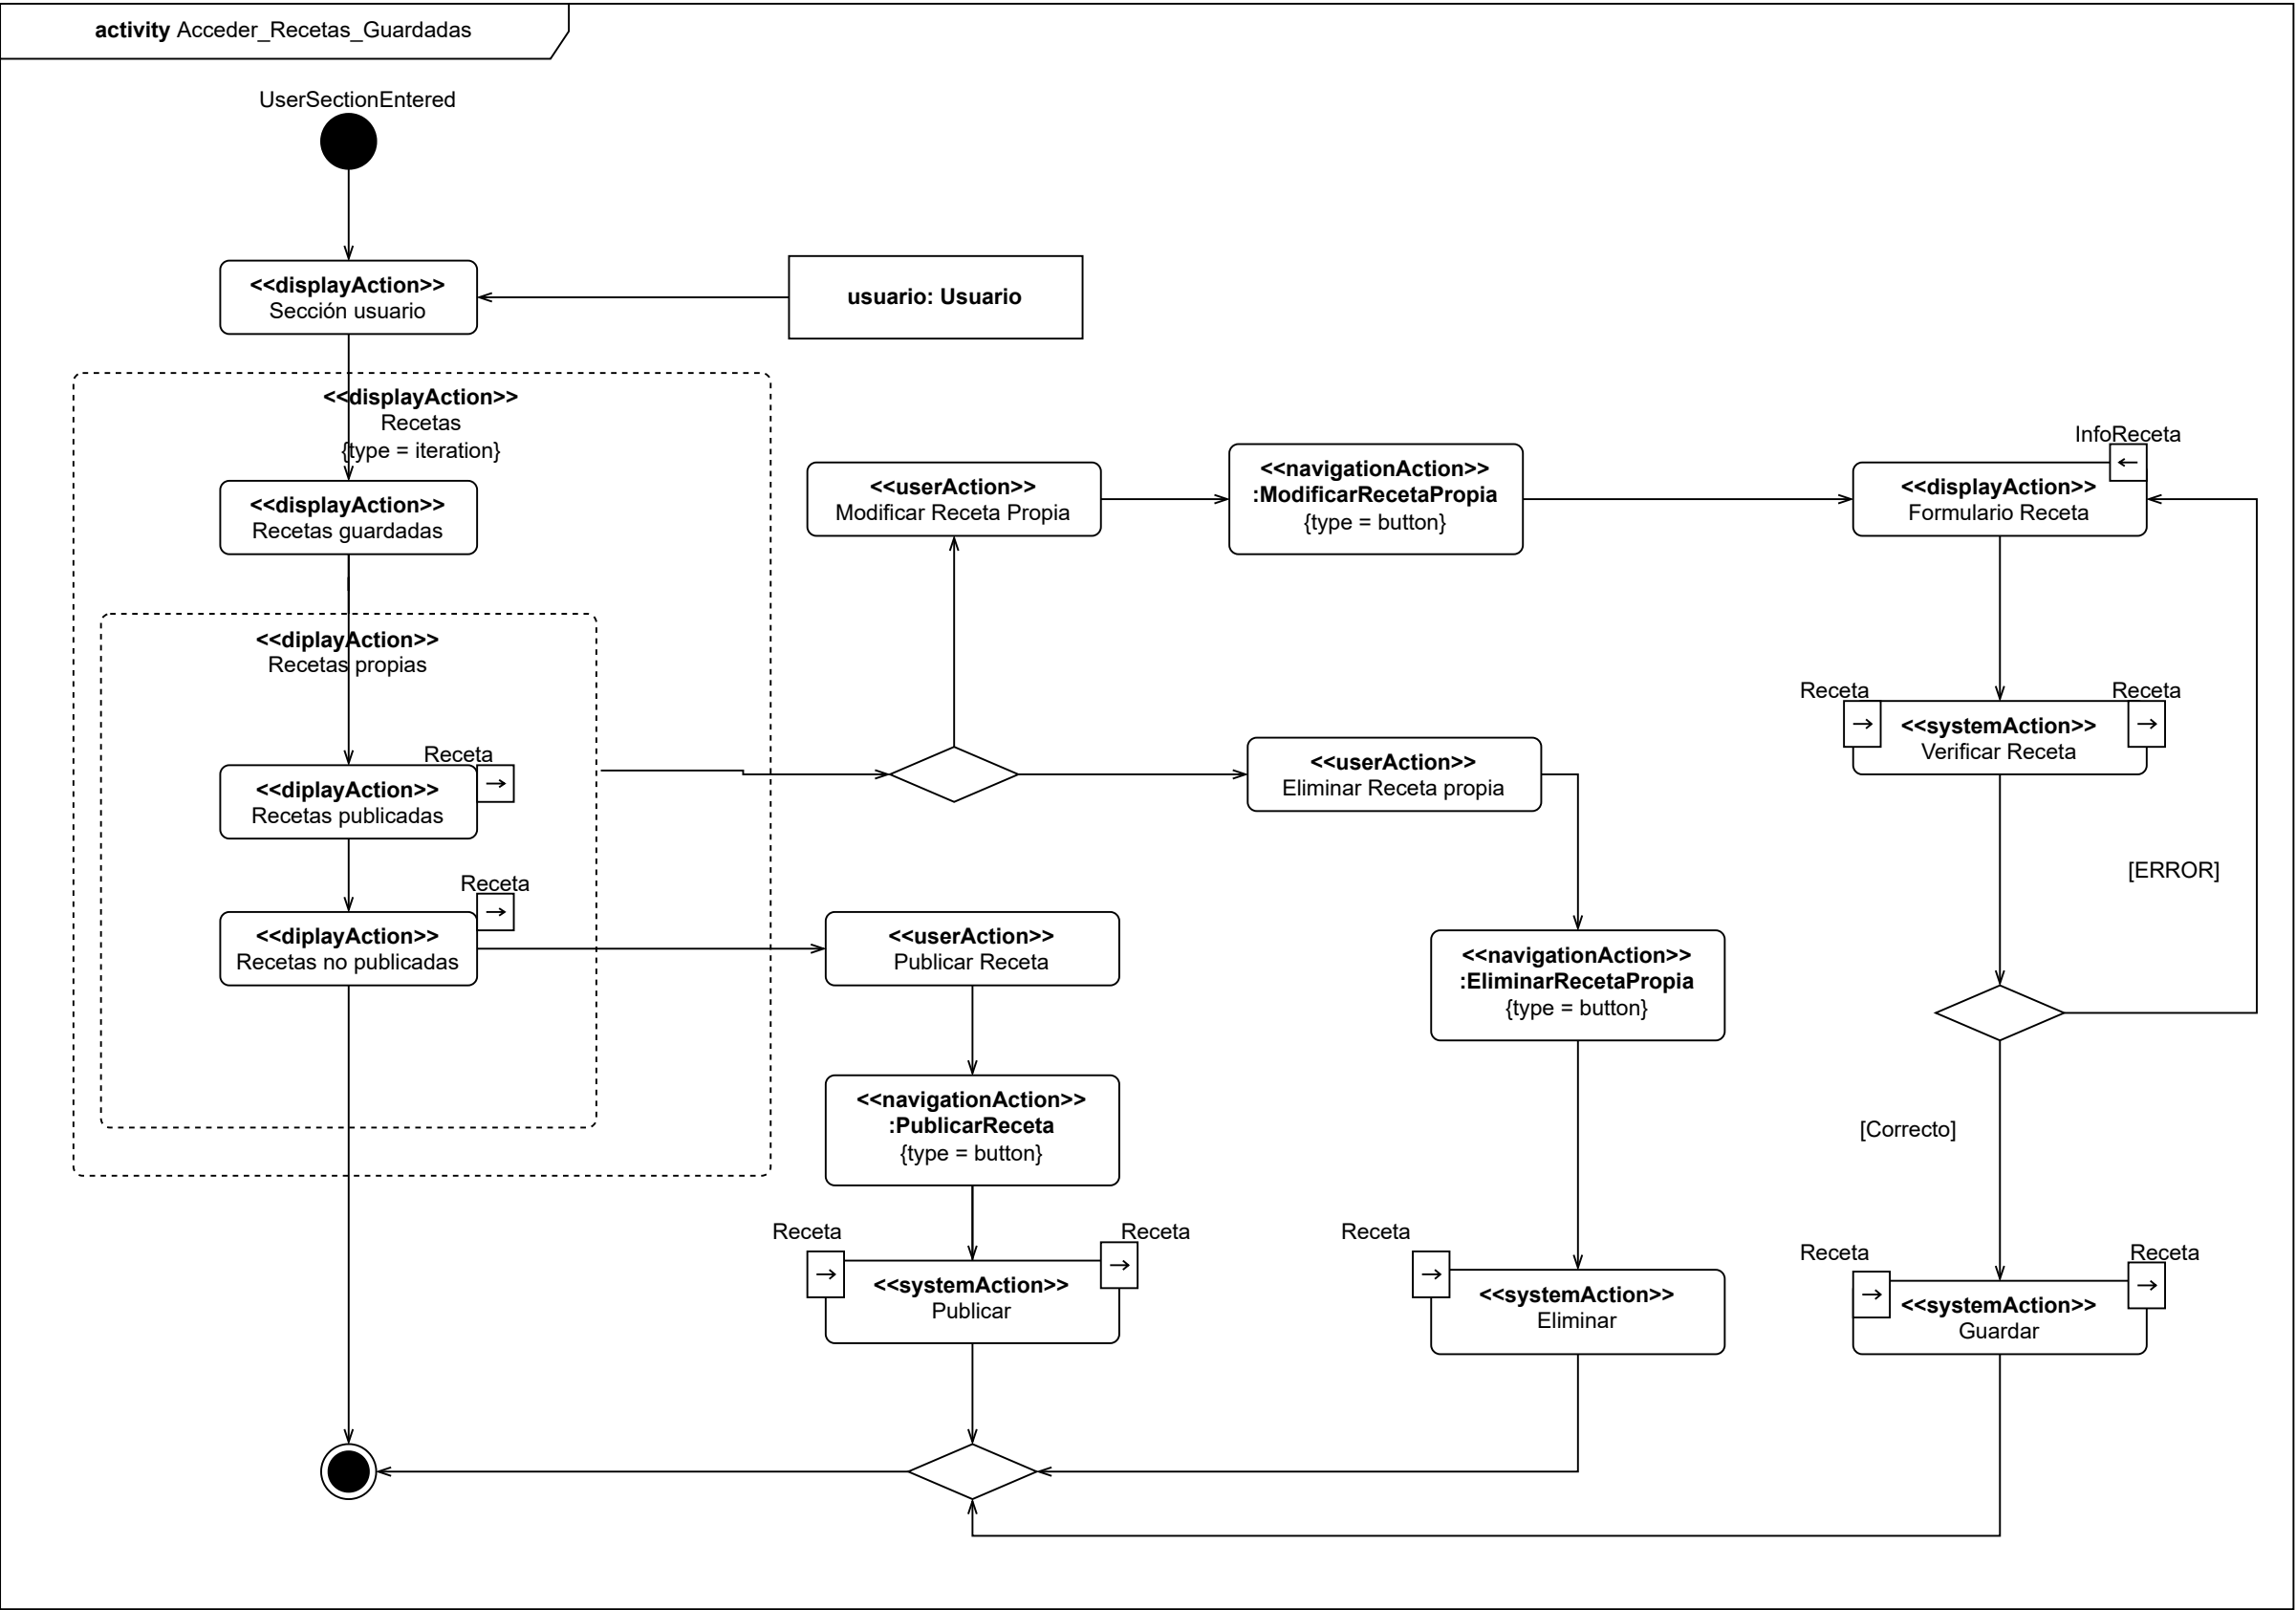 activity Acceder_Recetas_Guardadas
UserSectionEntered
<<displayAction>>
Sección usuario
usuario: Usuario
<<displayAction>>
Recetas
{type = iteration}
<<displayAction>>
Recetas guardadas
<<userAction>>
Modificar Receta Propia
<<navigationAction>>
:ModificarRecetaPropia
{type = button}
InfoReceta
<<displayAction>>
Formulario Receta
<<diplayAction>>
Recetas propias
Receta
<<diplayAction>>
Recetas publicadas
<<userAction>>
Eliminar Receta propia
Receta
Receta
<<systemAction>>
Verificar Receta
[ERROR]
Receta
<<diplayAction>>
Recetas no publicadas
<<userAction>>
Publicar Receta
<<navigationAction>>
:EliminarRecetaPropia
{type = button}
<<navigationAction>>
:PublicarReceta
{type = button}
[Correcto]
Receta
Receta
<<systemAction>>
Publicar
Receta
<<systemAction>>
Eliminar
Receta
Receta
<<systemAction>>
Guardar